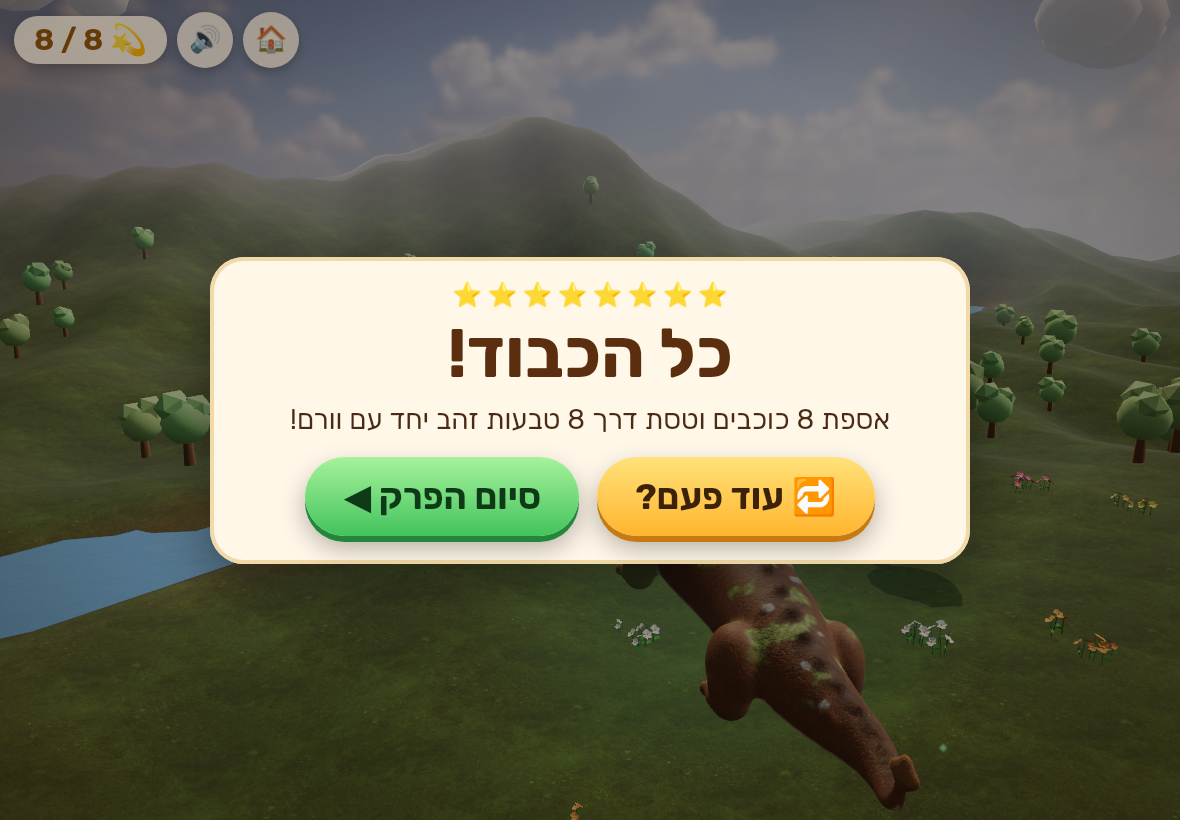 8 / 8
כל הכבוד!
אספת 8 כוכבים וטסת דרך 8 טבעות זהב יחד עם וורם!
עוד פעם?
סיום הפרק ◀